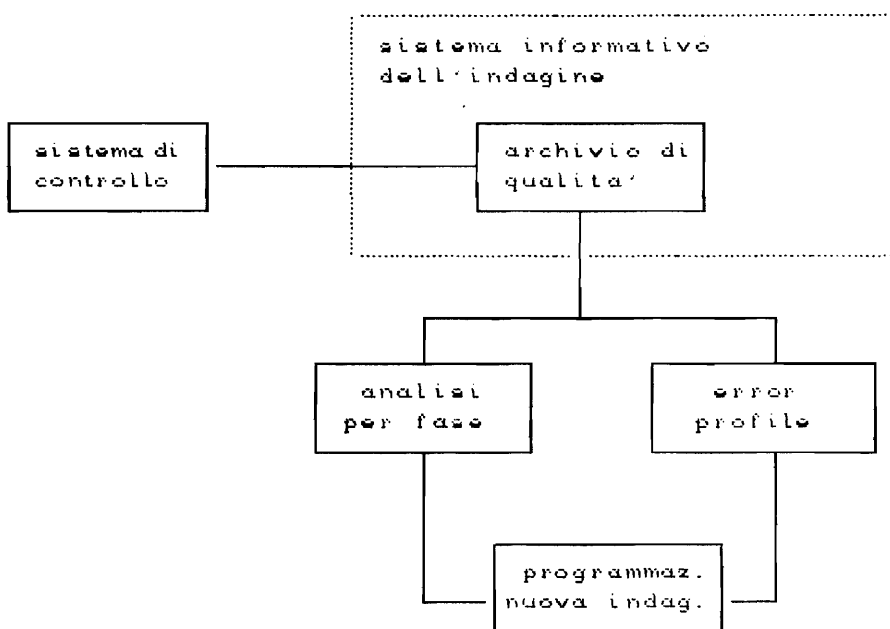 sistema informativo
dell'indagine
sistema di
controllo
archivio di
qualita'
analisi
per fase
error
profile
programmaz.
nuova indag.